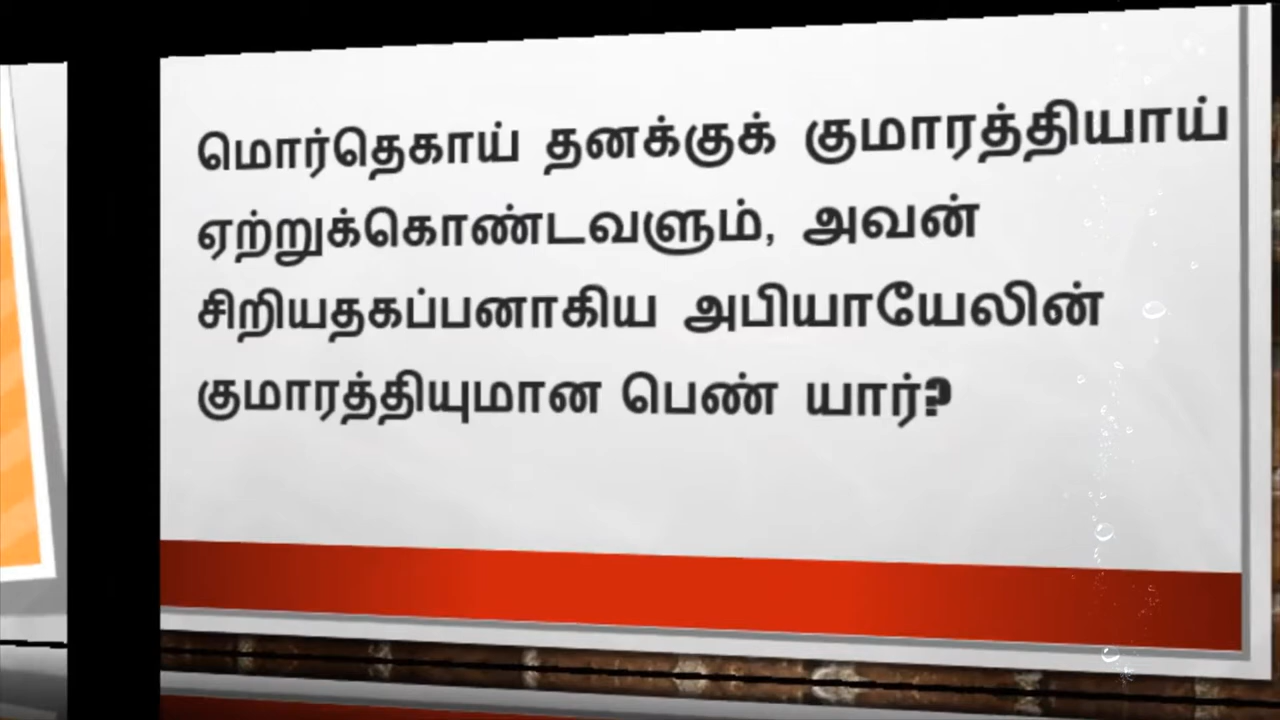 மொர்தெகாய் தனக்குக் குமாரத்தியாய்
ஏற்றுக்கொண்டவளும், அவன்
சிறியதகப்பனாகிய அபியாயேலின்
குமாரத்தியுமான பெண் யார்?